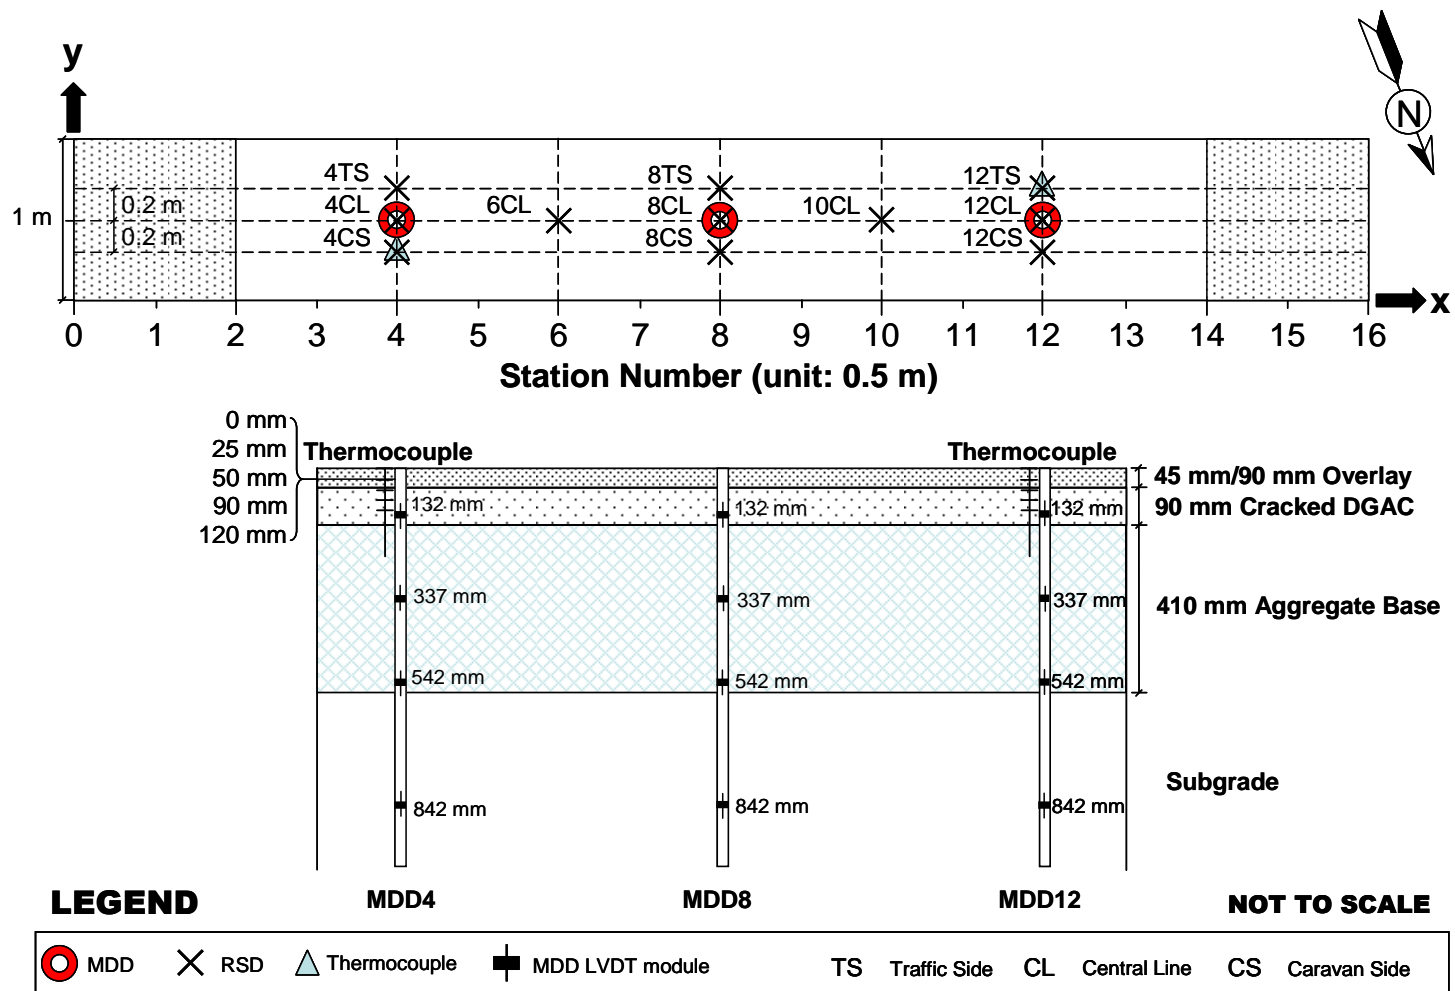 y
N
4TS 8TS 12TS
0.2 m 4CL 6CL 8CL 10CL 12CL
1 m
0.2 m 4CS 8CS 12CS
x
0 1 2 3 4 5 6 7 8 9 10 11 12 13 14 15 16
Station Number (unit: 0.5 m)
0 mm
25 mm
50 mm
90 mm
120 mm
Thermocouple Thermocouple
45 mm/90 mm Overlay
132 mm 132 mm 132 mm 90 mm Cracked DGAC
337 mm 337 mm 337 mm 410 mm Aggregate Base
542 mm 542 mm 542 mm
Subgrade
842 mm 842 mm 842 mm
LEGEND MDD4 MDD8 MDD12 NOT TO SCALE
MDD RSD Thermocouple MDD LVDT module TS Traffic Side CL Central Line CS Caravan Side